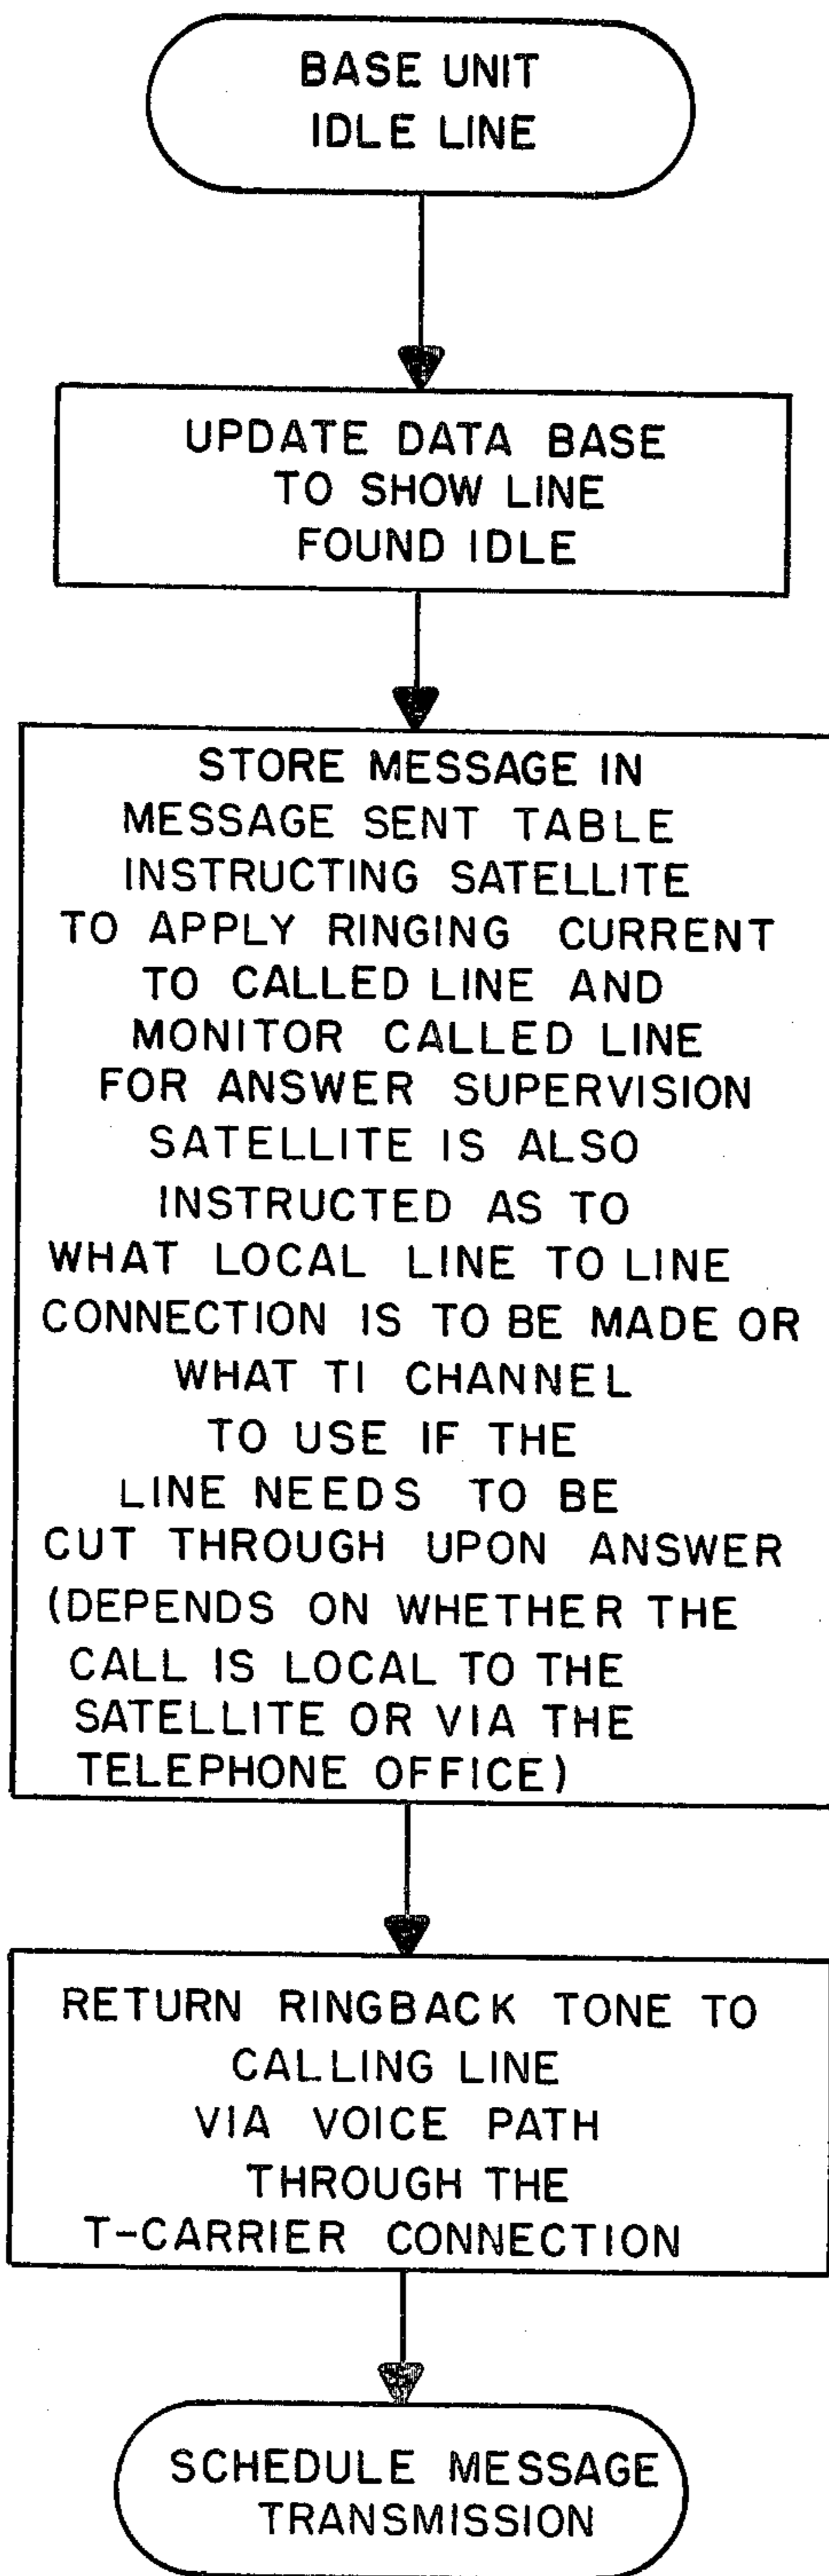 BASE UNIT
IDLE LINE
UPDATE DATA BASE
TO SHOW LINE
FOUND IDLE
STORE MESSAGE IN
MESSAGE SENT TABLE
INSTRUCTING SATELLITE
TO APPLY RINGING CURRENT
TO CALLED LINE AND
MONITOR CALLED LINE
FOR ANSWER SUPERVISION
SATELLITE IS ALSO
INSTRUCTED AS TO
WHAT LOCAL LINE TO LINE
CONNECTION IS TO BE MADE OR
WHAT T1 CHANNEL
TO USE IF THE
LINE NEEDS TO BE
CUT THROUGH UPON ANSWER
(DEPENDS ON WHETHER THE
CALL IS LOCAL TO THE
SATELLITE OR VIA THE
TELEPHONE OFFICE)
RETURN RINGBACK TONE TO
CALLING LINE
VIA VOICE PATH
THROUGH THE
T-CARRIER CONNECTION
SCHEDULE MESSAGE
TRANSMISSION